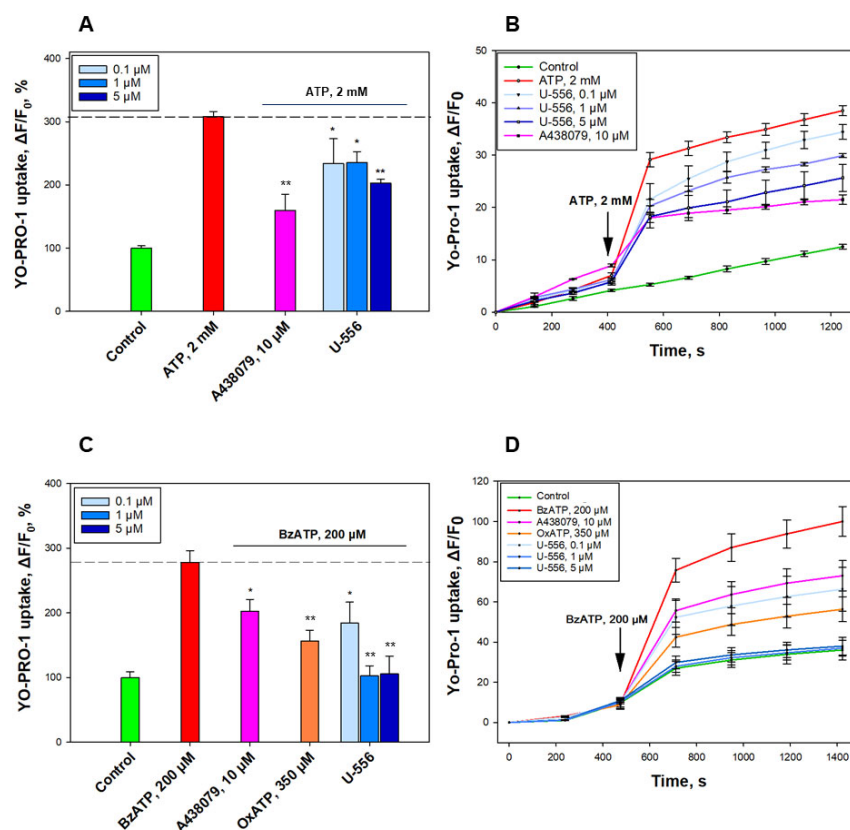 A
YO-PRO-1 uptake, ΔF/F₀, %
400
300
200
100
0
0.1 µM
1 µM
5 µM
ATP, 2 mM
**
*
*
**
Control
ATP, 2 mM
A438079, 10 µM
U-556
B
Yo-Pro-1 uptake, ΔF/F₀
50
40
30
20
10
0
Control
ATP, 2 mM
U-556, 0.1 µM
U-556, 1 µM
U-556, 5 µM
A438079, 10 µM
ATP, 2 mM
0 200 400 600 800 1000 1200
Time, s
C
YO-PRO-1 uptake, ΔF/F₀, %
400
300
200
100
0
0.1 µM
1 µM
5 µM
BzATP, 200 µM
*
**
*
**
**
Control
BzATP, 200 µM
A438079, 10 µM
OxATP, 350 µM
U-556
D
Yo-Pro-1 uptake, ΔF/F0
120
100
80
60
40
20
0
Control
BzATP, 200 µM
A438079, 10 µM
OxATP, 350 µM
U-556, 0.1 µM
U-556, 1 µM
U-556, 5 µM
BzATP, 200 µM
0 200 400 600 800 1000 1200 1400
Time, s